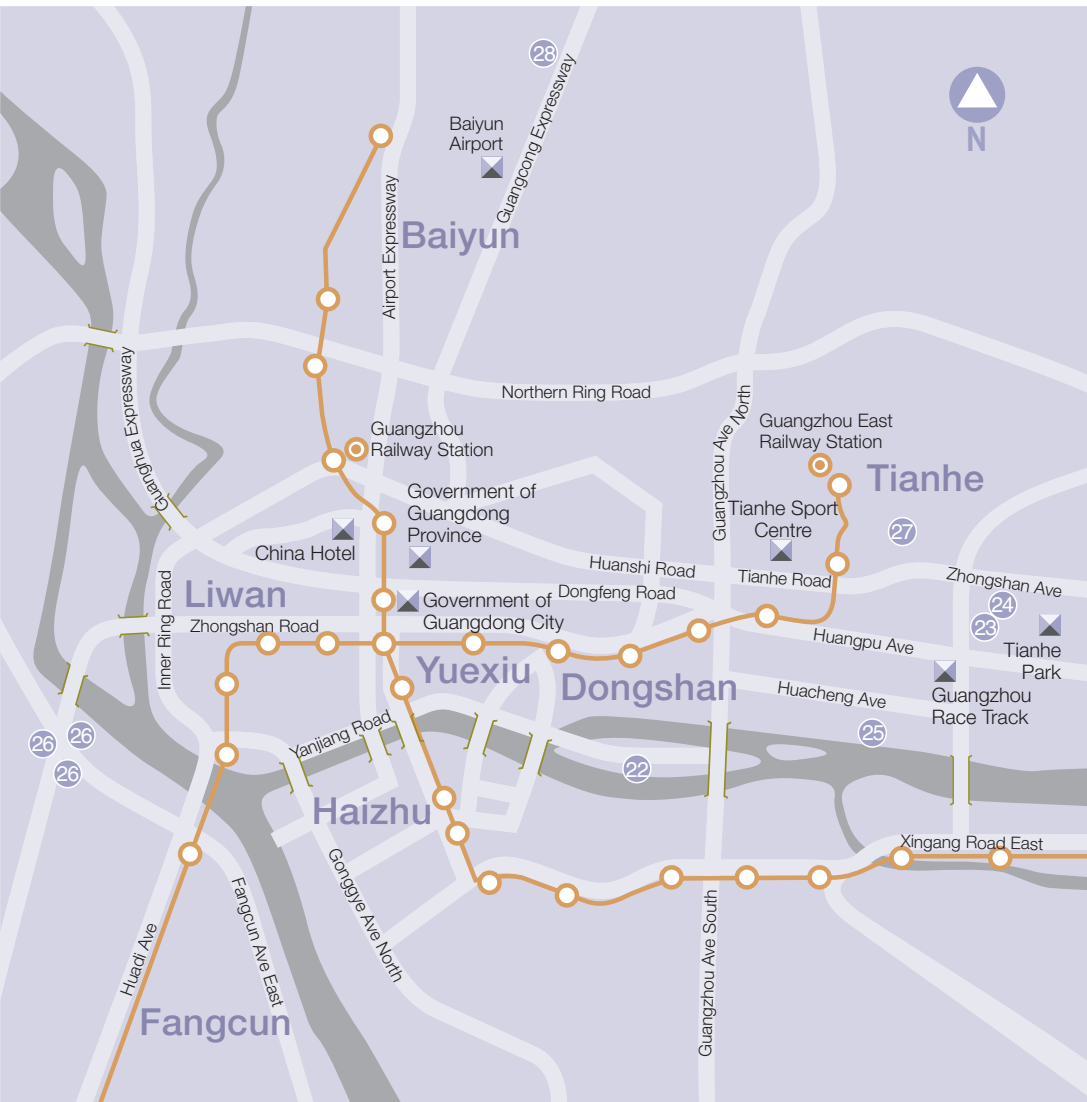 28
Baiyun
Airport
Guangcong Expressway
N
Airport Expressway
Baiyun
Northern Ring Road
Guanghua Expressway
Guangzhou Ave North
Guangzhou
Railway Station
Guangzhou East
Railway Station
Tianhe
Government of
Guangdong
Province
China Hotel
Tianhe Sport
Centre
27
Huanshi Road
Tianhe Road
Zhongshan Ave
Liwan
Inner Ring Road
Zhongshan Road
Government of
Guangdong City
Dongfeng Road
24
23
Tianhe
Park
Huangpu Ave
Yuexiu
Dongshan
Huacheng Ave
Guangzhou
Race Track
Yanjiang Road
26
26
26
25
22
Haizhu
Xingang Road East
Gonggye Ave North
Fangcun Ave East
Huadi Ave
Guangzhou Ave South
Fangcun